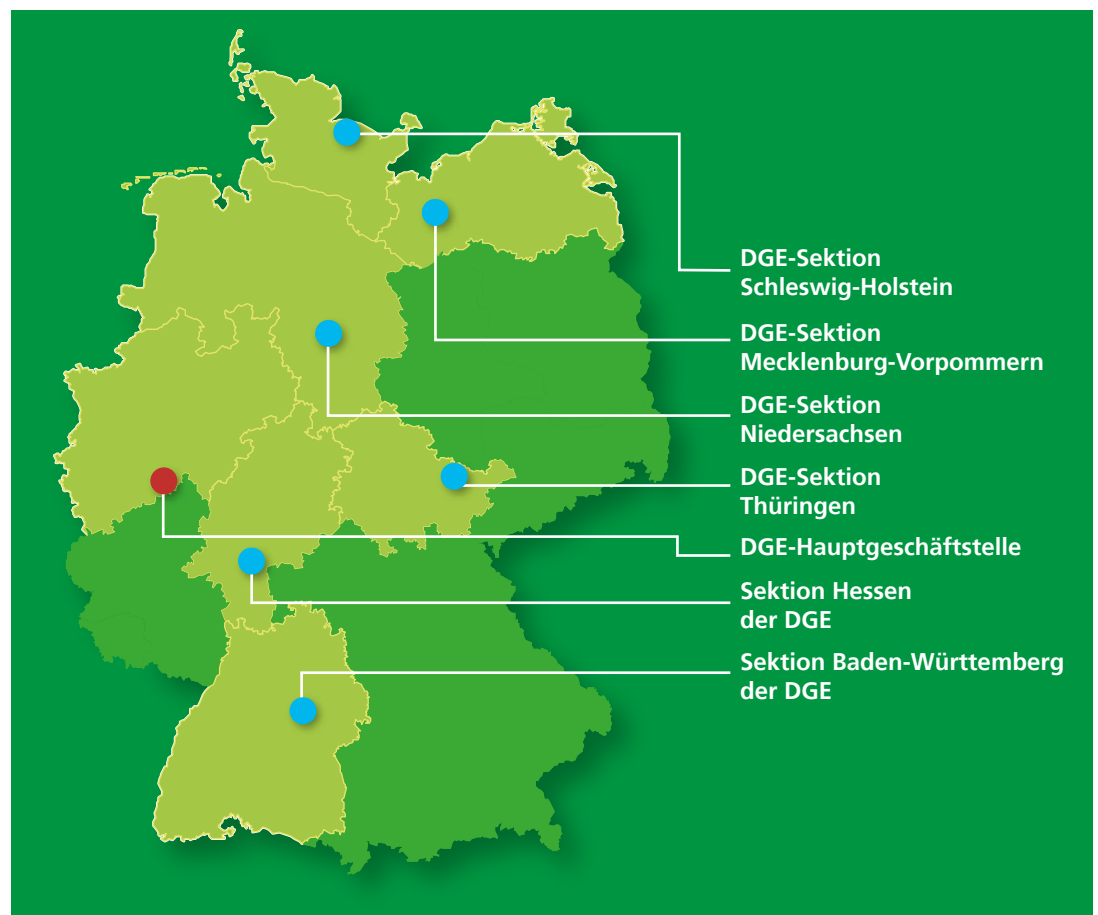 DGE-Sektion
Schleswig-Holstein
DGE-Sektion
Mecklenburg-Vorpommern
DGE-Sektion
Niedersachsen
DGE-Sektion
Thüringen
DGE-Hauptgeschäftstelle
Sektion Hessen
der DGE
Sektion Baden-Württemberg
der DGE